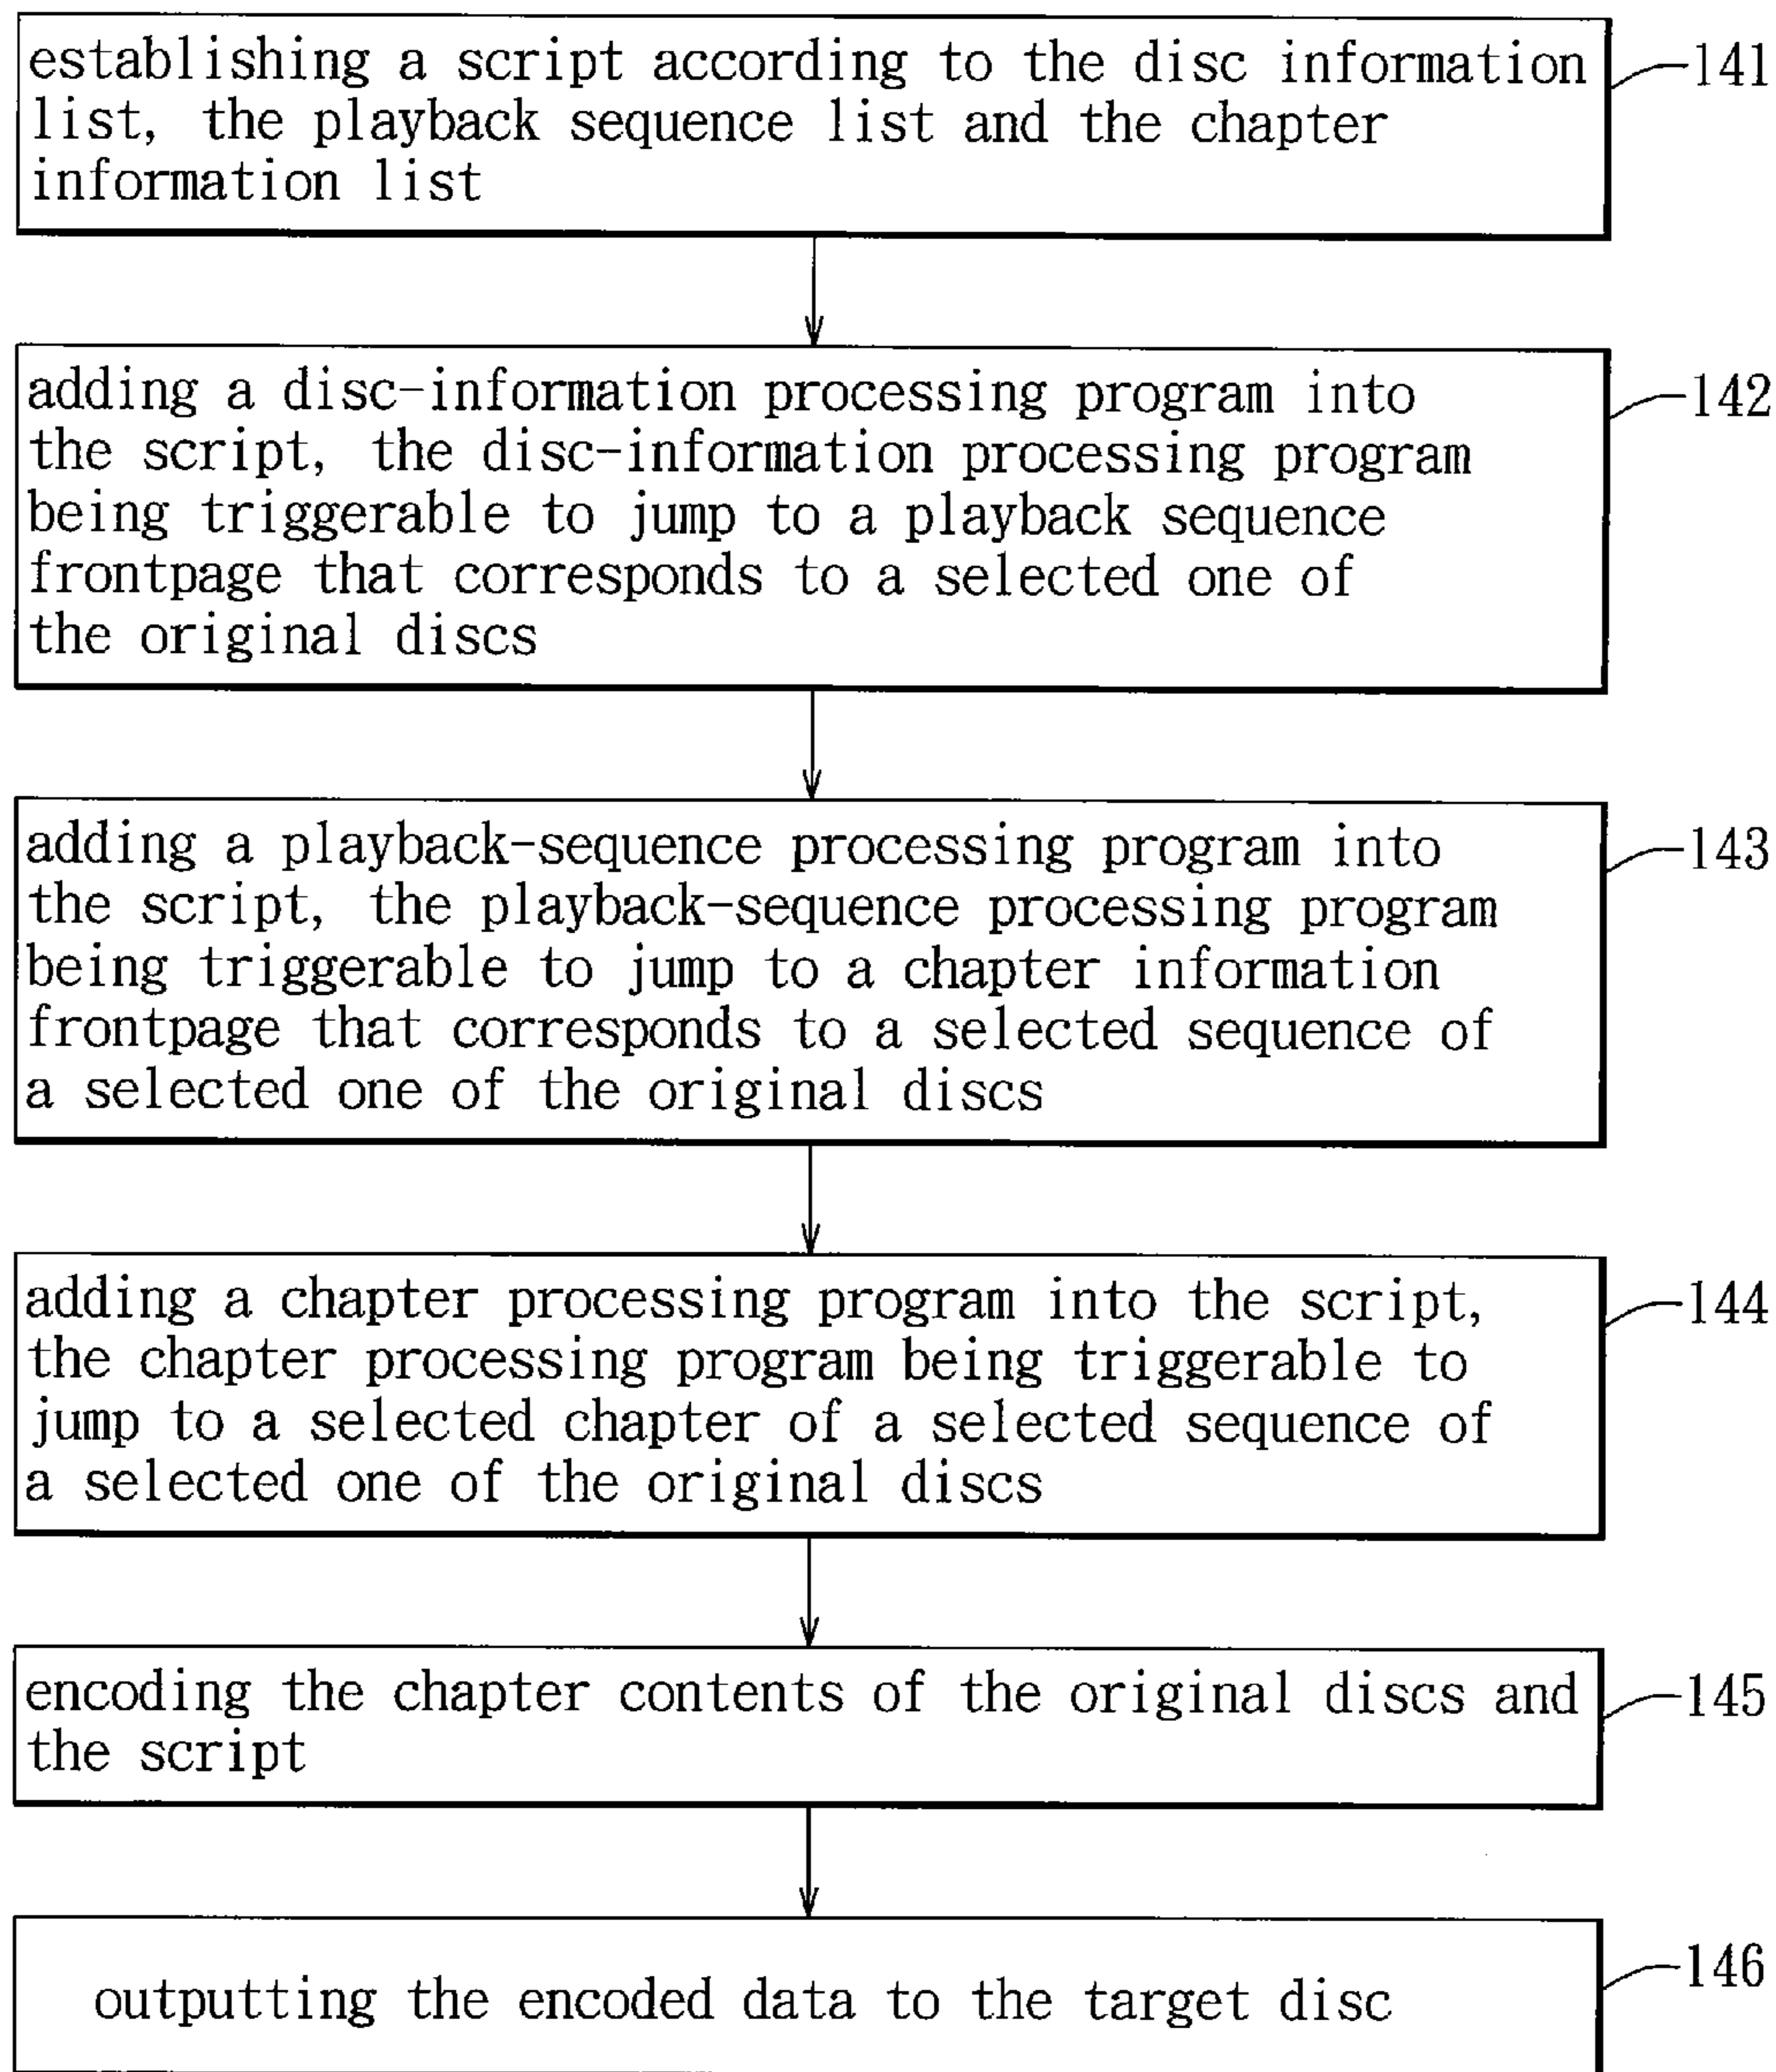 establishing a script according to the disc information
list, the playback sequence list and the chapter
information list
141
adding a disc-information processing program into
the script, the disc-information processing program
being triggerable to jump to a playback sequence
frontpage that corresponds to a selected one of
the original discs
142
adding a playback-sequence processing program into
the script, the playback-sequence processing program
being triggerable to jump to a chapter information
frontpage that corresponds to a selected sequence of
a selected one of the original discs
143
adding a chapter processing program into the script,
the chapter processing program being triggerable to
jump to a selected chapter of a selected sequence of
a selected one of the original discs
144
encoding the chapter contents of the original discs and
the script
145
outputting the encoded data to the target disc
146